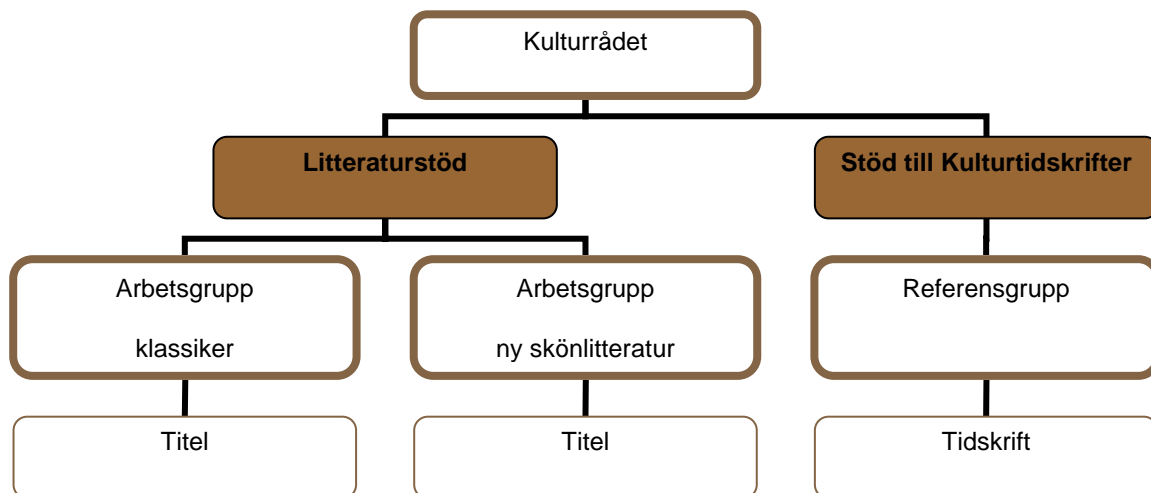 Kulturrådet
Litteraturstöd
Stöd till Kulturtidskrifter
Arbetsgrupp
klassiker
Arbetsgrupp
ny skönlitteratur
Referensgrupp
Titel
Titel
Tidskrift